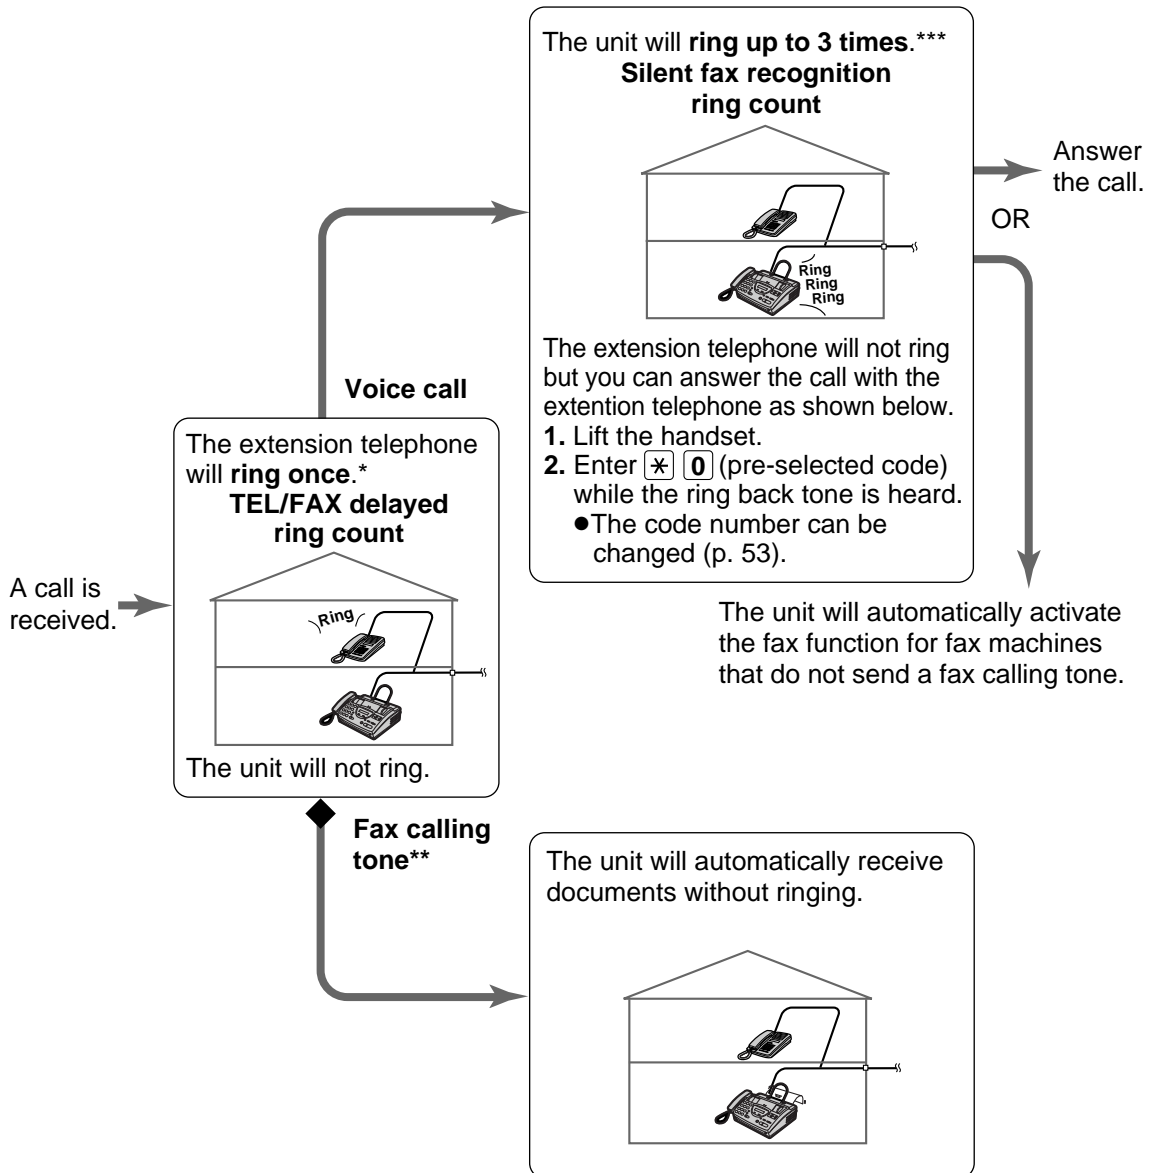 The unit will ring up to 3 times.***
Silent fax recognition
ring count
Ring
Ring
Ring
The extension telephone will not ring
but you can answer the call with the
extention telephone as shown below.
1. Lift the handset.
2. Enter * 0 (pre-selected code)
while the ring back tone is heard.
●The code number can be
changed (p. 53).
Answer
the call.
OR
The unit will automatically activate
the fax function for fax machines
that do not send a fax calling tone.
Voice call
A call is
received.
The extension telephone
will ring once.*
TEL/FAX delayed
ring count
Ring
The unit will not ring.
Fax calling
tone**
The unit will automatically receive
documents without ringing.